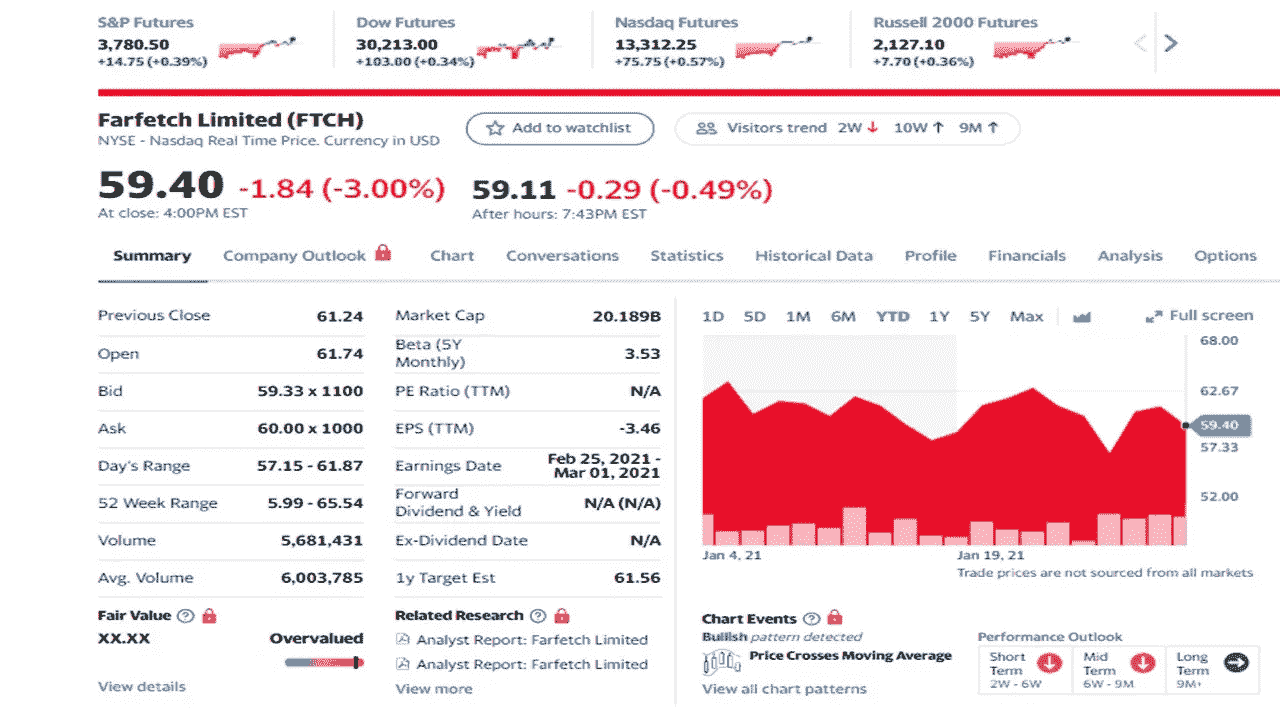 S&P Futures
3,780.50
+14.75 (+0.39%)
Dow Futures
30,213.00
+103.00 (+0.34%)
Nasdaq Futures
13,312.25
+75.75 (+0.57%)
Russell 2000 Futures
2,127.10
+7.70 (+0.36%)
Farfetch Limited (FTCH)
NYSE - Nasdaq Real Time Price. Currency in USD
Add to watchlist
Visitors trend 2W ↓ 10W ↑ 9M ↑
59.40 -1.84 (-3.00%)
At close: 4:00PM EST
59.11 -0.29 (-0.49%)
After hours: 7:43PM EST
Summary Company Outlook Chart Conversations Statistics Historical Data Profile Financials Analysis Options
Previous Close 61.24
Open 61.74
Bid 59.33 x 1100
Ask 60.00 x 1000
Day's Range 57.15 - 61.87
52 Week Range 5.99 - 65.54
Volume 5,681,431
Avg. Volume 6,003,785
Market Cap 20.189B
Beta (5Y
Monthly) 3.53
PE Ratio (TTM) N/A
EPS (TTM) -3.46
Earnings Date Feb 25, 2021 -
Mar 01, 2021
Forward
Dividend & Yield N/A (N/A)
Ex-Dividend Date N/A
1y Target Est 61.56
1D 5D 1M 6M YTD 1Y 5Y Max Full screen
68.00
62.67
59.40
57.33
52.00
Jan 4, 21 Jan 19, 21
Trade prices are not sourced from all markets
Fair Value ?
XX.XX Overvalued
View details
Related Research ?
Analyst Report: Farfetch Limited
Analyst Report: Farfetch Limited
View more
Chart Events ?
Bullish pattern detected
Price Crosses Moving Average
View all chart patterns
Performance Outlook
Short
Term
2W - 6W
Mid
Term
6W - 9M
Long
Term
9M+